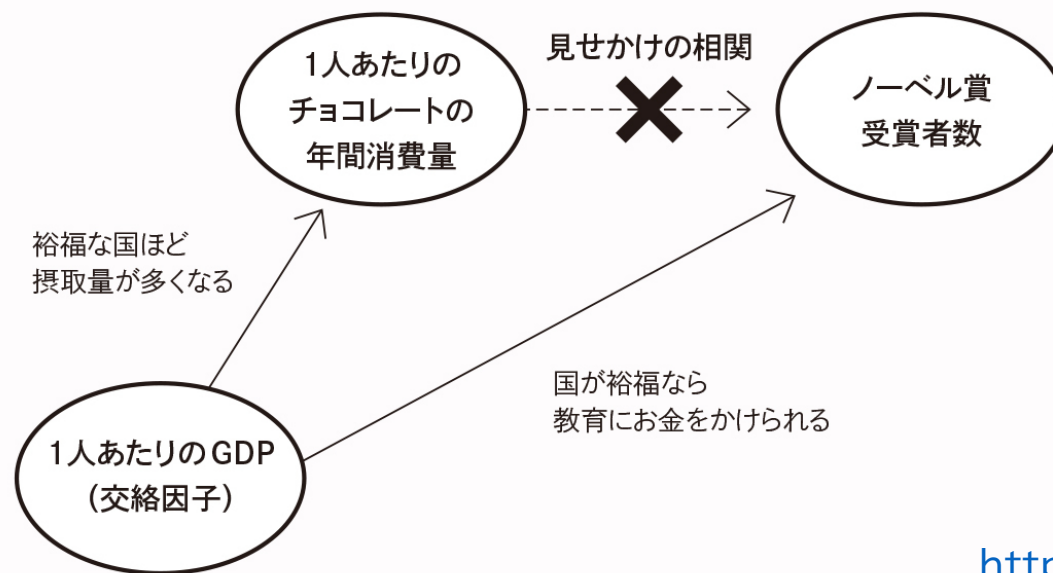 1人あたりの
チョコレートの
年間消費量
見せかけの相関
ノーベル賞
受賞者数
裕福な国ほど
摂取量が多くなる
国が裕福なら
教育にお金をかけられる
1人あたりのGDP
(交絡因子)
http